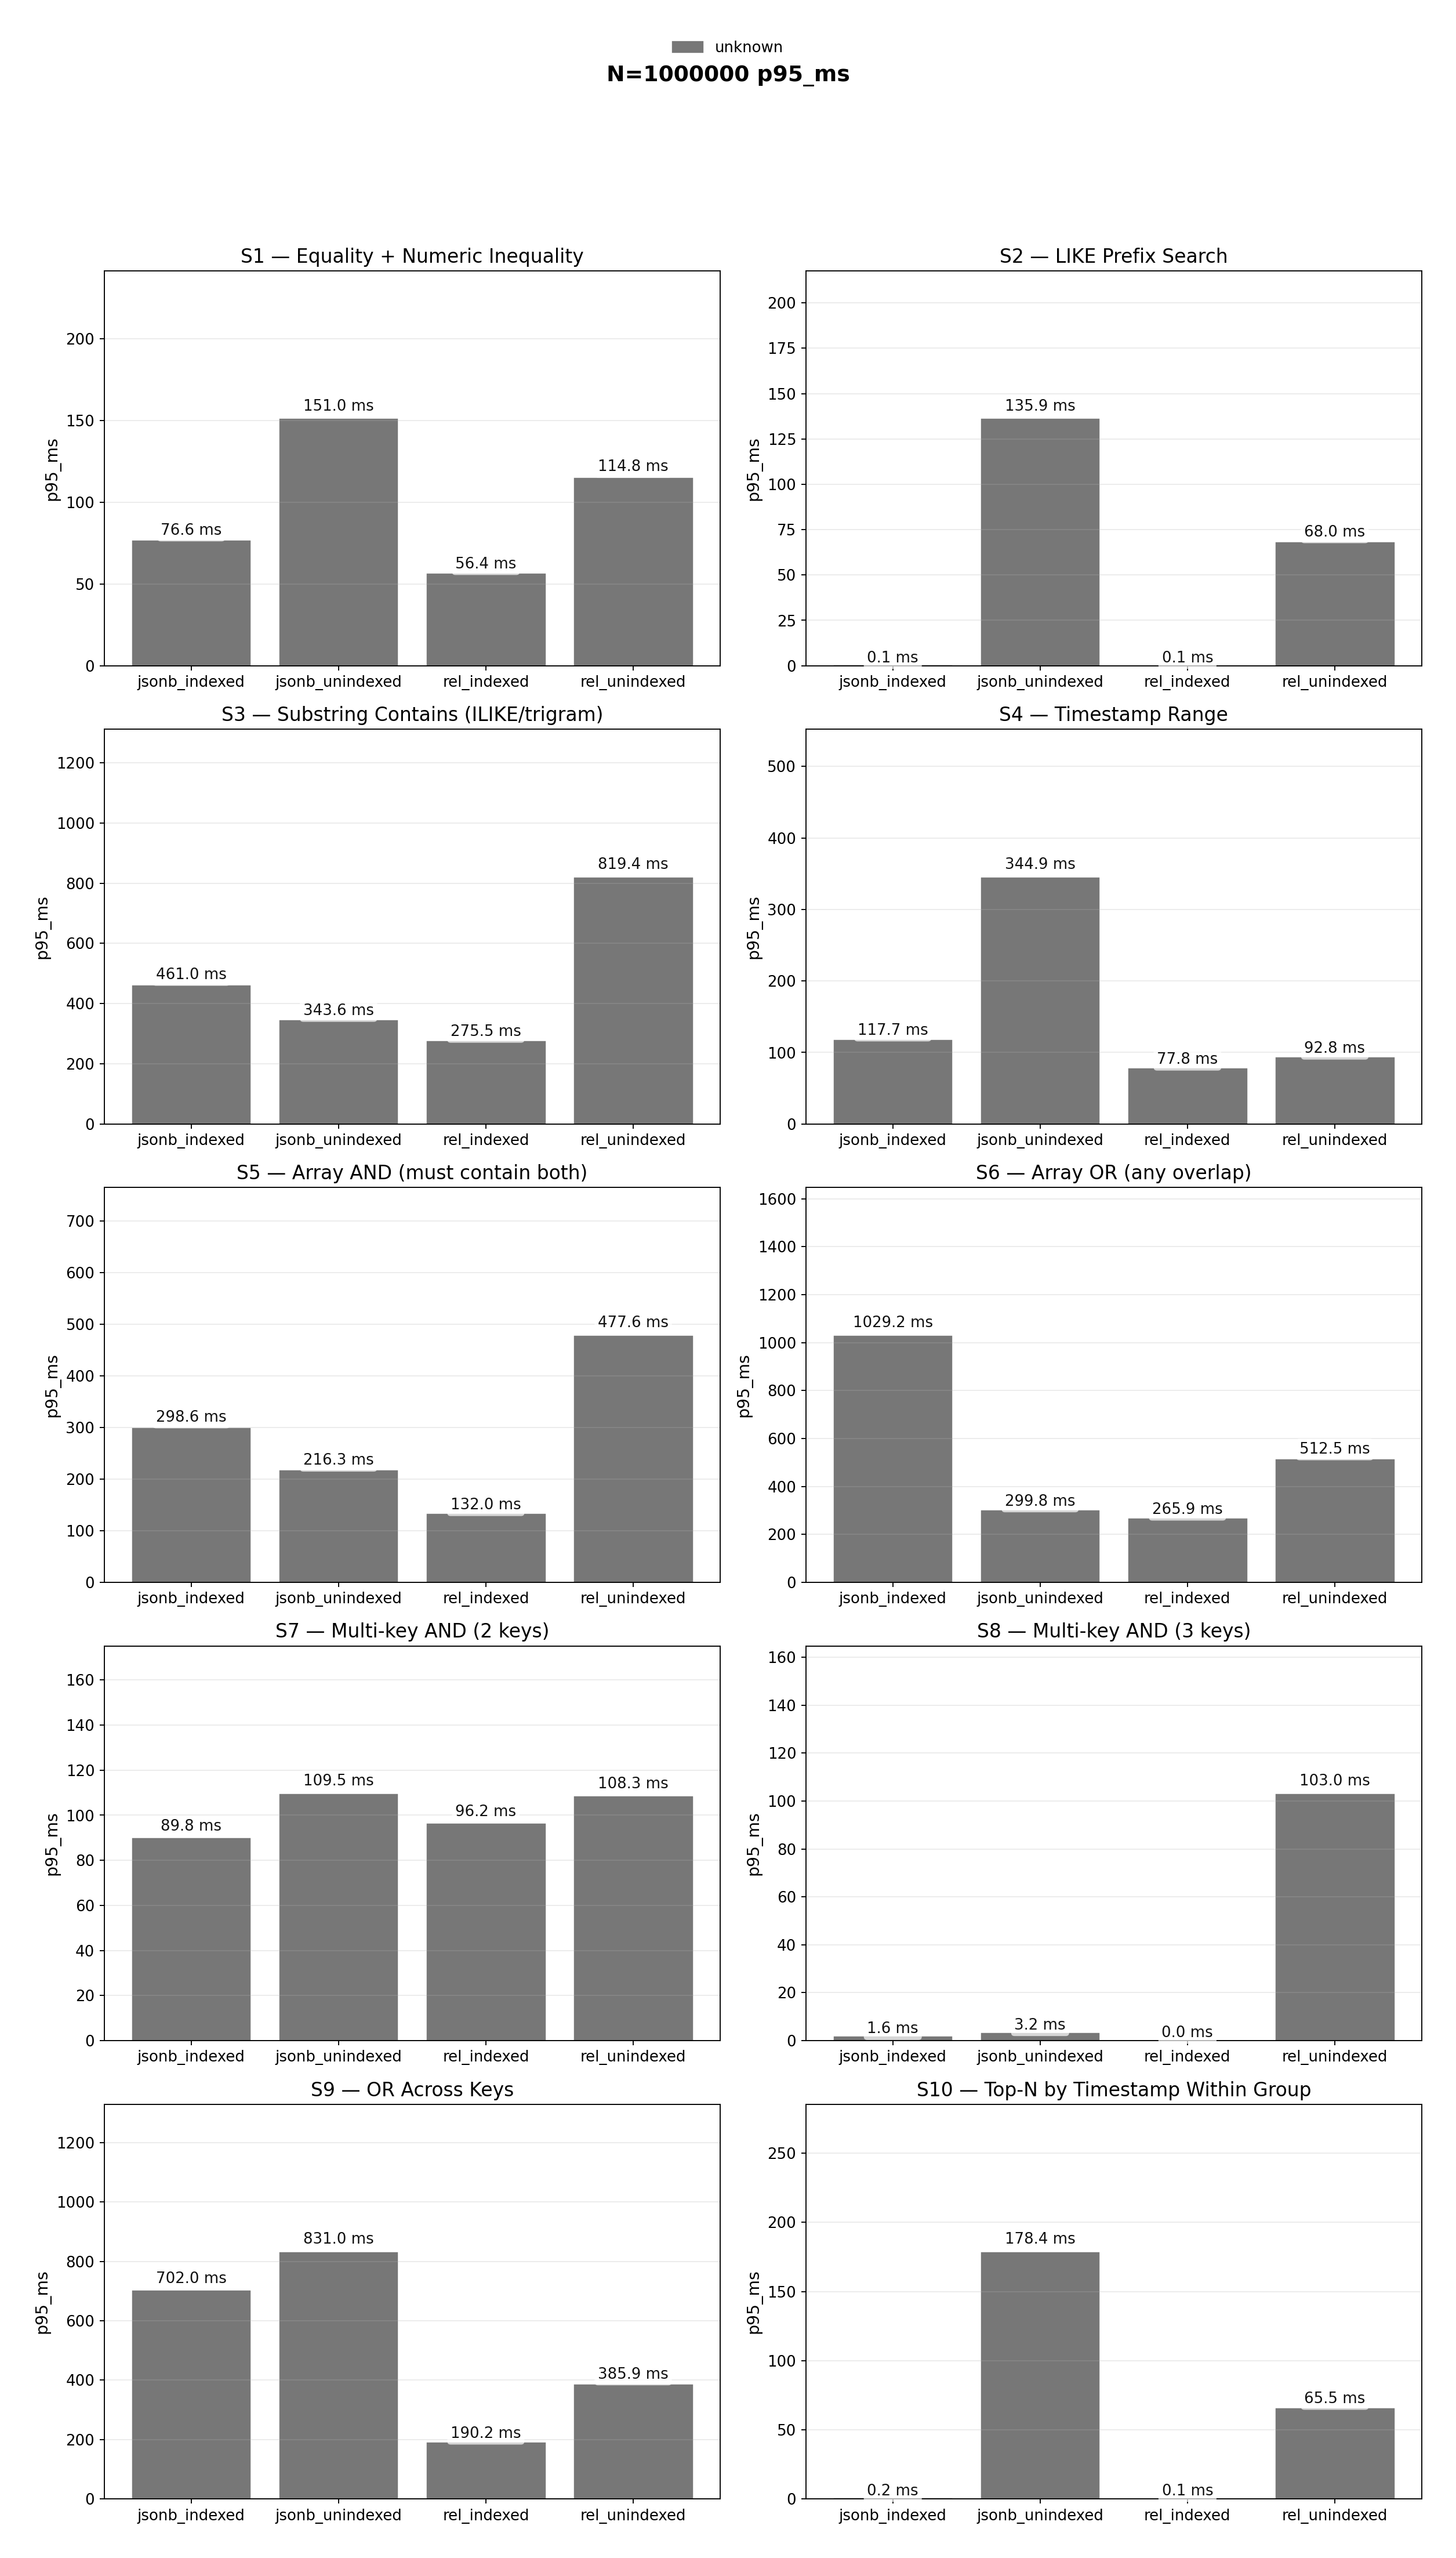 unknown
N=1000000 p95_ms
S1 — Equality + Numeric Inequality
p95_ms
200
150
100
50
0
151.0 ms
114.8 ms
76.6 ms
56.4 ms
jsonb_indexed jsonb_unindexed rel_indexed rel_unindexed
S2 — LIKE Prefix Search
p95_ms
200
175
150
125
100
75
50
25
0
135.9 ms
68.0 ms
0.1 ms 0.1 ms
jsonb_indexed jsonb_unindexed rel_indexed rel_unindexed
S3 — Substring Contains (ILIKE/trigram)
p95_ms
1200
1000
800
600
400
200
0
819.4 ms
461.0 ms
343.6 ms
275.5 ms
jsonb_indexed jsonb_unindexed rel_indexed rel_unindexed
S4 — Timestamp Range
p95_ms
500
400
300
200
100
0
344.9 ms
117.7 ms
92.8 ms
77.8 ms
jsonb_indexed jsonb_unindexed rel_indexed rel_unindexed
S5 — Array AND (must contain both)
p95_ms
700
600
500
400
300
200
100
0
477.6 ms
298.6 ms
216.3 ms
132.0 ms
jsonb_indexed jsonb_unindexed rel_indexed rel_unindexed
S6 — Array OR (any overlap)
p95_ms
1600
1400
1200
1000
800
600
400
200
0
1029.2 ms
512.5 ms
299.8 ms
265.9 ms
jsonb_indexed jsonb_unindexed rel_indexed rel_unindexed
S7 — Multi-key AND (2 keys)
p95_ms
160
140
120
100
80
60
40
20
0
109.5 ms
108.3 ms
96.2 ms
89.8 ms
jsonb_indexed jsonb_unindexed rel_indexed rel_unindexed
S8 — Multi-key AND (3 keys)
p95_ms
160
140
120
100
80
60
40
20
0
103.0 ms
1.6 ms
3.2 ms
0.0 ms
jsonb_indexed jsonb_unindexed rel_indexed rel_unindexed
S9 — OR Across Keys
p95_ms
1200
1000
800
600
400
200
0
831.0 ms
702.0 ms
385.9 ms
190.2 ms
jsonb_indexed jsonb_unindexed rel_indexed rel_unindexed
S10 — Top-N by Timestamp Within Group
p95_ms
250
200
150
100
50
0
178.4 ms
65.5 ms
0.2 ms 0.1 ms
jsonb_indexed jsonb_unindexed rel_indexed rel_unindexed